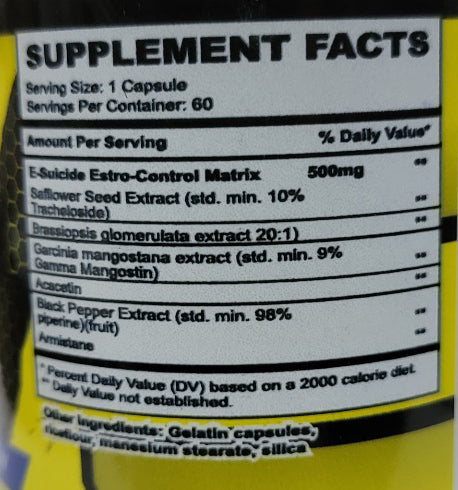 SUPPLEMENT FACTS
Serving Size: 1 Capsule
Servings Per Container: 60
Amount Per Serving % Daily Value*
E-Suicide Estro-Control Matrix 500mg **
Safflower Seed Extract (std. min. 10% **
Tracheloside)
Brassiopsis glomerulata extract 20:1) **
Garcinia mangostana extract (std. min. 9% **
Gamma Mangostin)
Acacetin **
Black Pepper Extract (std. min. 98% **
piperine)(fruit)
Armistane **
* Percent Daily Value (DV) based on a 2000 calorie diet.
** Daily Value not established.
Other Ingredients: Gelatin capsules,
riceflour, manesium stearate, silica